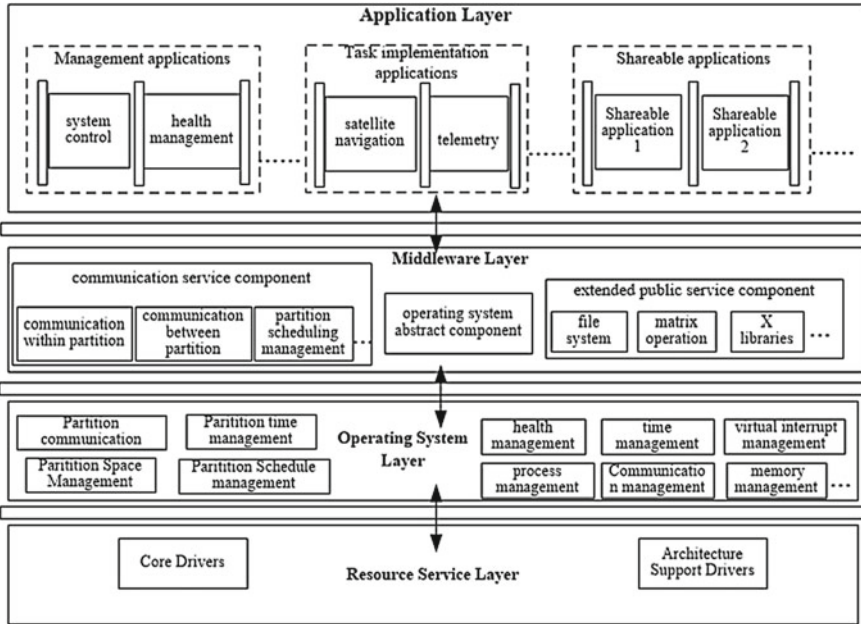 Application Layer
Management applications
system
control
health
management
Task implementation
applications
satellite
navigation
telemetry
Shareable applications
Shareable
application
1
Shareable
application
2
Middleware Layer
communication service component
communication
within partition
communication
between
partition
partition
scheduling
management
operating system
abstract component
extended public service component
file
system
matrix
operation
X
libraries
Partition
communication
Partition time
management
Partition Space
Management
Partition Schedule
management
Operating System
Layer
health
management
time
management
virtual interrupt
management
process
management
Communicatio
n management
memory
management
Core Drivers
Resource Service Layer
Architecture
Support Drivers